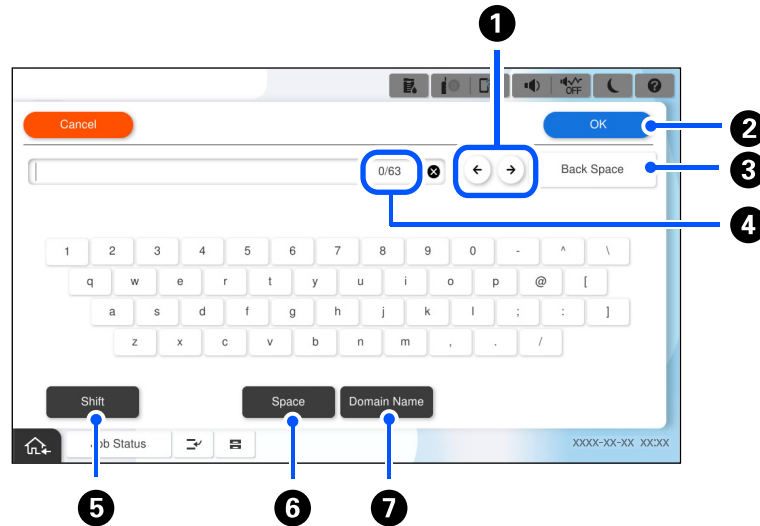 1
OFF
Cancel
OK
2
0/63
Back Space
3
4
1 2 3 4 5 6 7 8 9 0 - ^ \
q w e r t y u i o p @ [
a s d f g h j k l ; : ]
z x c v b n m , . /
Shift
Space
Domain Name
Status
XXXX-XX-XX XX:XX
5
6
7